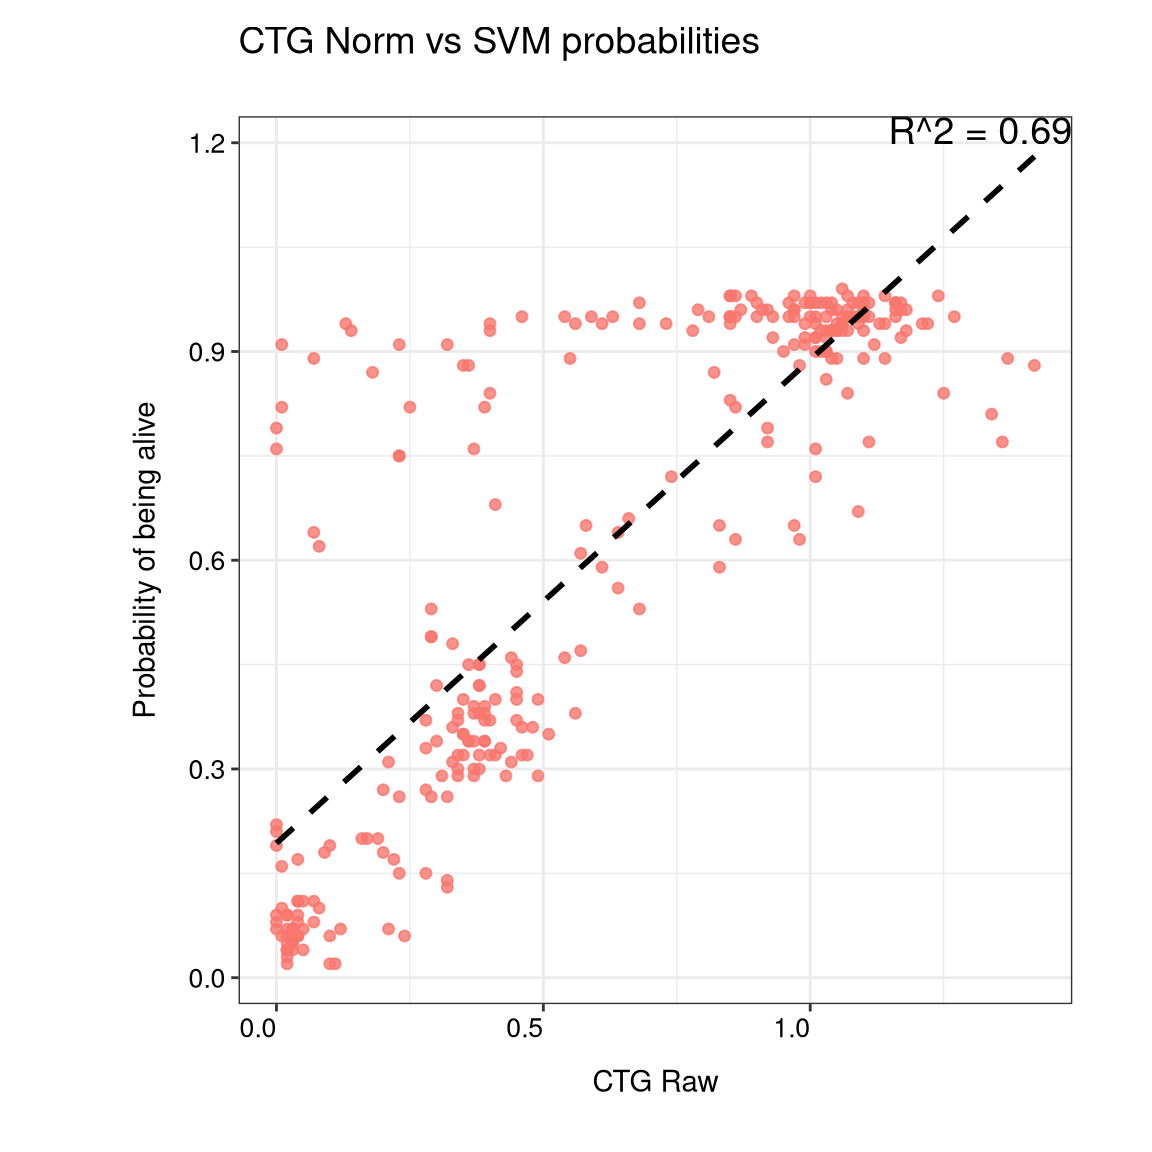 CTG Norm vs SVM probabilities
R^2 = 0.69
1.2
0.9
0.6
0.3
0.0
Probability of being alive
0.0 0.5 1.0
CTG Raw